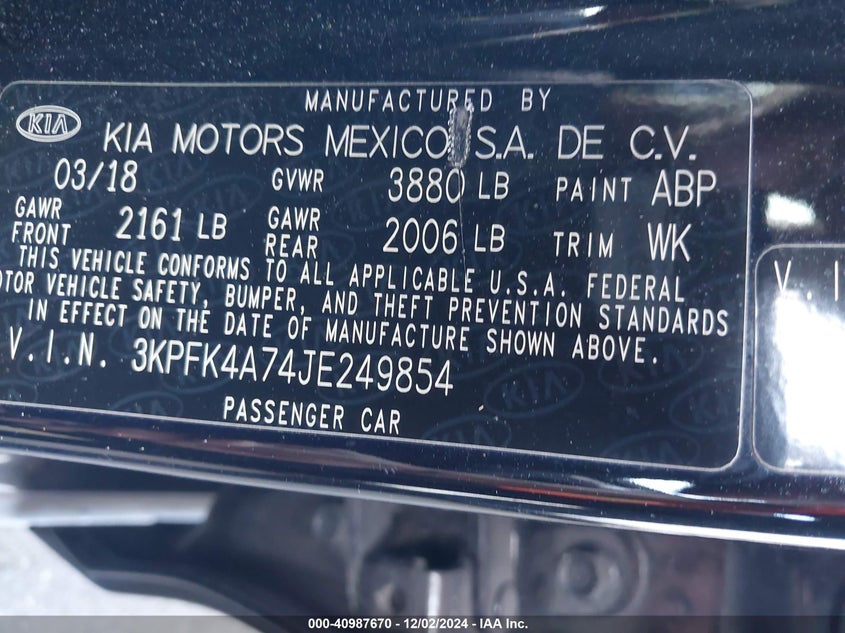 MANUFACTURED BY
KIA
KIA MOTORS MEXICO S.A. DE C.V.
03/18 GVWR 3880 LB PAINT ABP
GAWR FRONT 2161 LB GAWR REAR 2006 LB TRIM WK
THIS VEHICLE CONFORMS TO ALL APPLICABLE U.S.A. FEDERAL
MOTOR VEHICLE SAFETY, BUMPER, AND THEFT PREVENTION STANDARDS
IN EFFECT ON THE DATE OF MANUFACTURE SHOWN ABOVE.
V.I.N. 3KPFK4A74JE249854
PASSENGER CAR
V.I
000-40987670 - 12/02/2024 - IAA Inc.